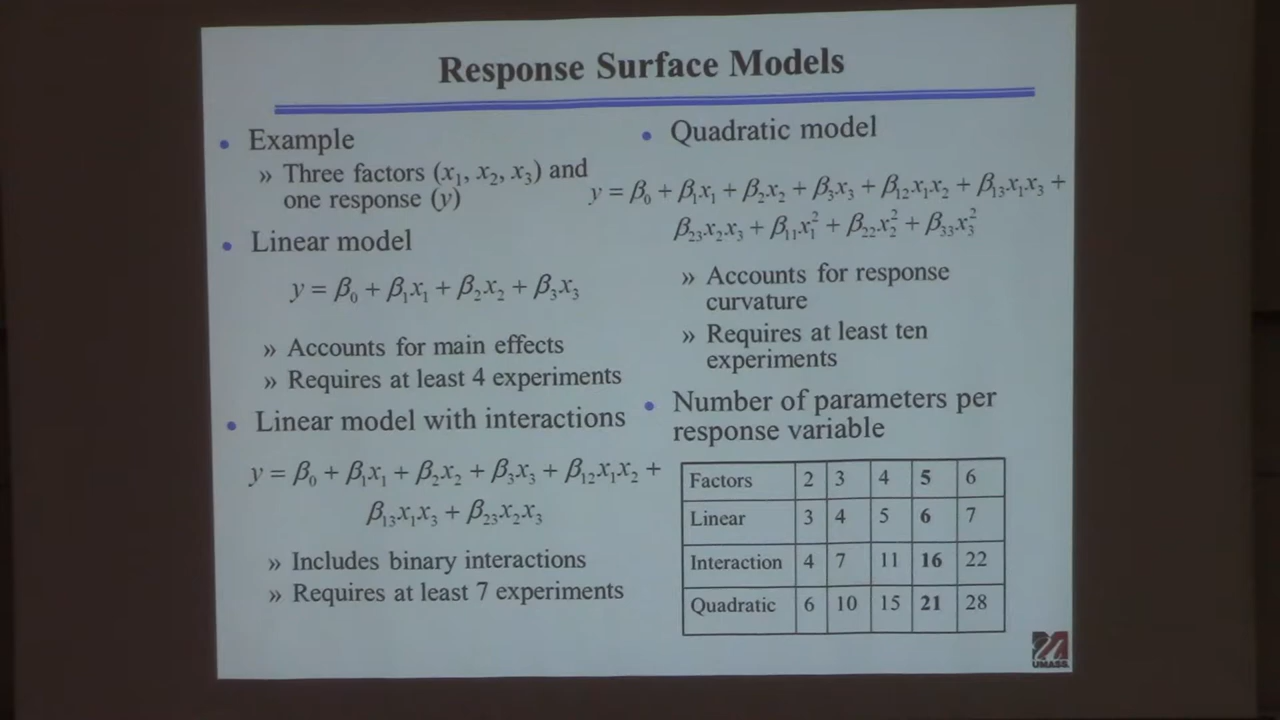 Response Surface Models
• Example
» Three factors (x₁, x₂, x₃) and
one response (y)
• Linear model
y = β₀ + β₁x₁ + β₂x₂ + β₃x₃
» Accounts for main effects
» Requires at least 4 experiments
• Linear model with interactions
y = β₀ + β₁x₁ + β₂x₂ + β₃x₃ + β₁₂x₁x₂ +
β₁₃x₁x₃ + β₂₃x₂x₃
» Includes binary interactions
» Requires at least 7 experiments
• Quadratic model
y = β₀ + β₁x₁ + β₂x₂ + β₃x₃ + β₁₂x₁x₂ + β₁₃x₁x₃ +
β₂₃x₂x₃ + β₁₁x₁² + β₂₂x₂² + β₃₃x₃²
» Accounts for response
curvature
» Requires at least ten
experiments
• Number of parameters per
response variable
Factors 2 3 4 5 6
Linear 3 4 5 6 7
Interaction 4 7 11 16 22
Quadratic 6 10 15 21 28
UMASS